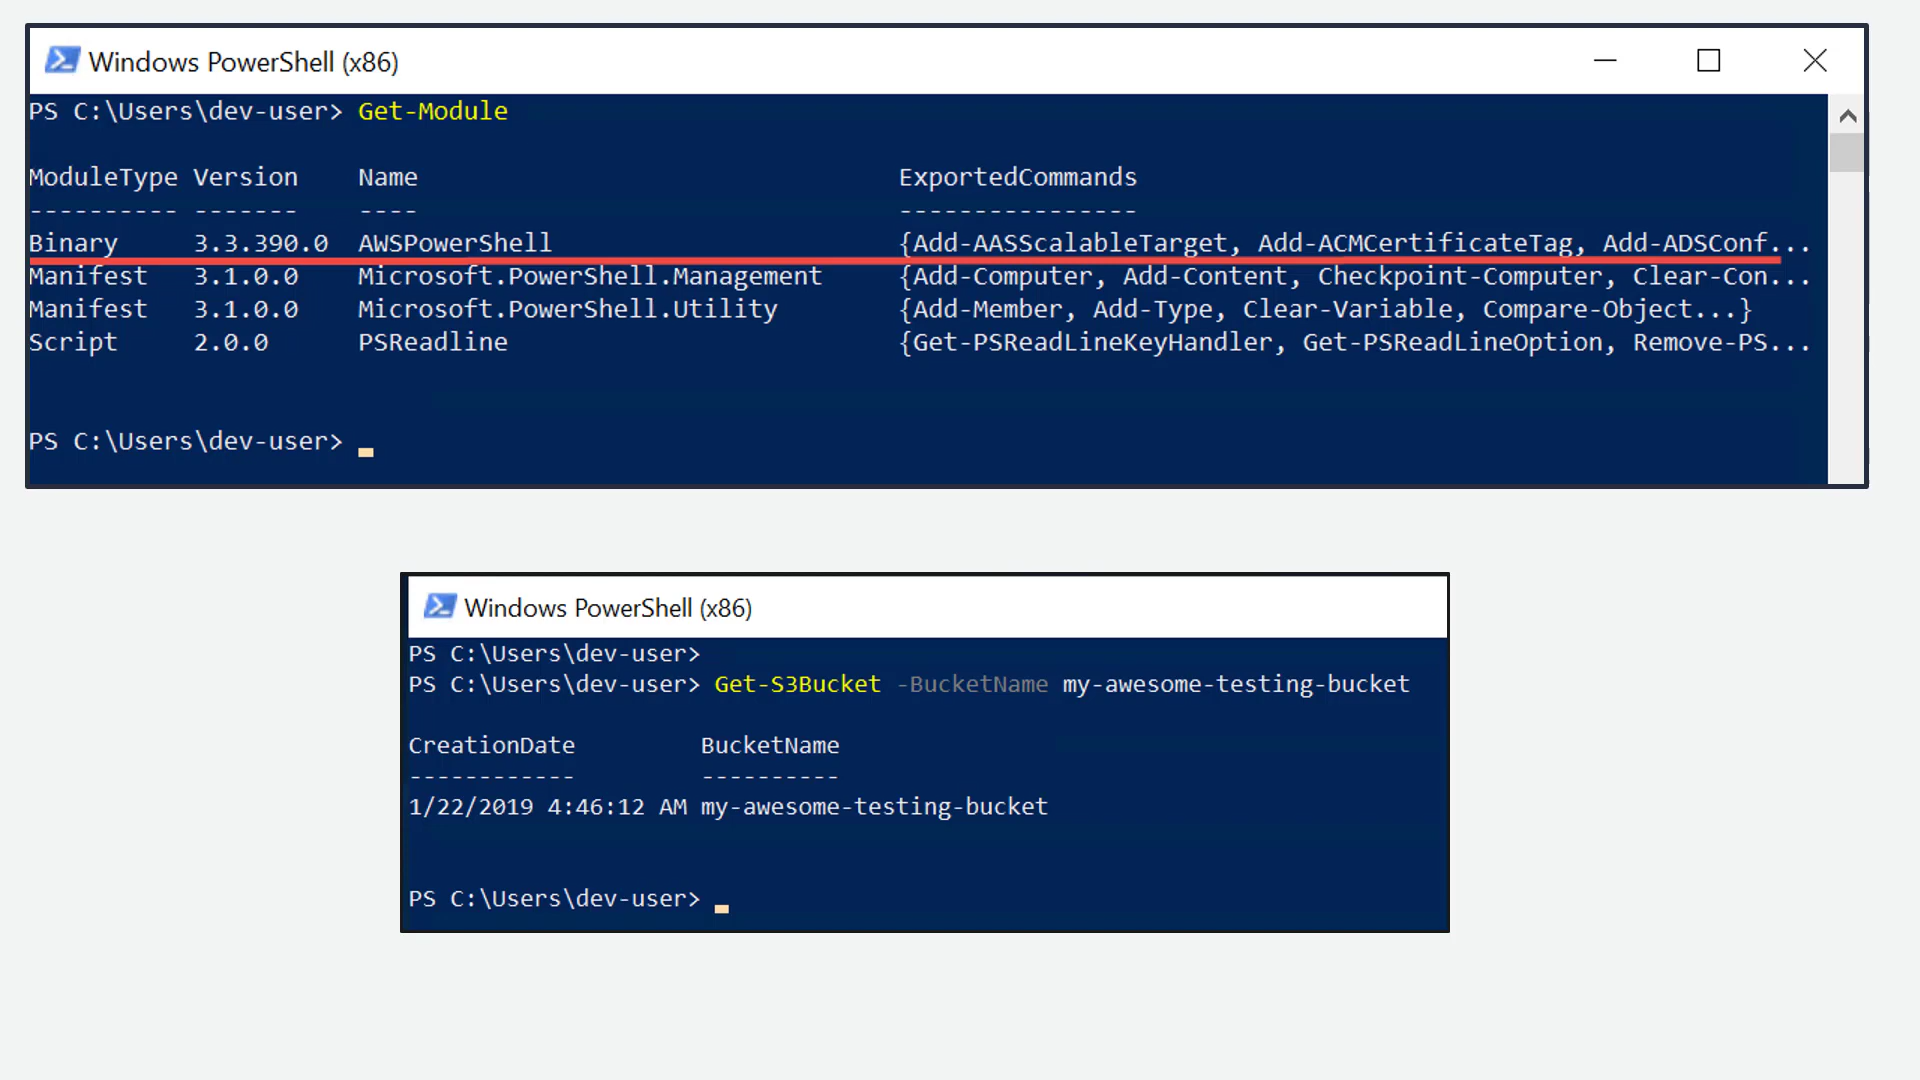 Windows PowerShell (x86)
PS C:\Users\dev-user> Get-Module
ModuleType Version    Name                                ExportedCommands
---------- -------    ----                                ----------------
Binary     3.3.390.0  AWSPowerShell                       {Add-AASScalableTarget, Add-ACMCertificateTag, Add-ADSConf...
Manifest   3.1.0.0    Microsoft.PowerShell.Management     {Add-Computer, Add-Content, Checkpoint-Computer, Clear-Con...
Manifest   3.1.0.0    Microsoft.PowerShell.Utility        {Add-Member, Add-Type, Clear-Variable, Compare-Object...}
Script     2.0.0      PSReadline                          {Get-PSReadLineKeyHandler, Get-PSReadLineOption, Remove-PS...
PS C:\Users\dev-user>
Windows PowerShell (x86)
PS C:\Users\dev-user>
PS C:\Users\dev-user> Get-S3Bucket -BucketName my-awesome-testing-bucket
CreationDate         BucketName
------------         ----------
1/22/2019 4:46:12 AM my-awesome-testing-bucket
PS C:\Users\dev-user>